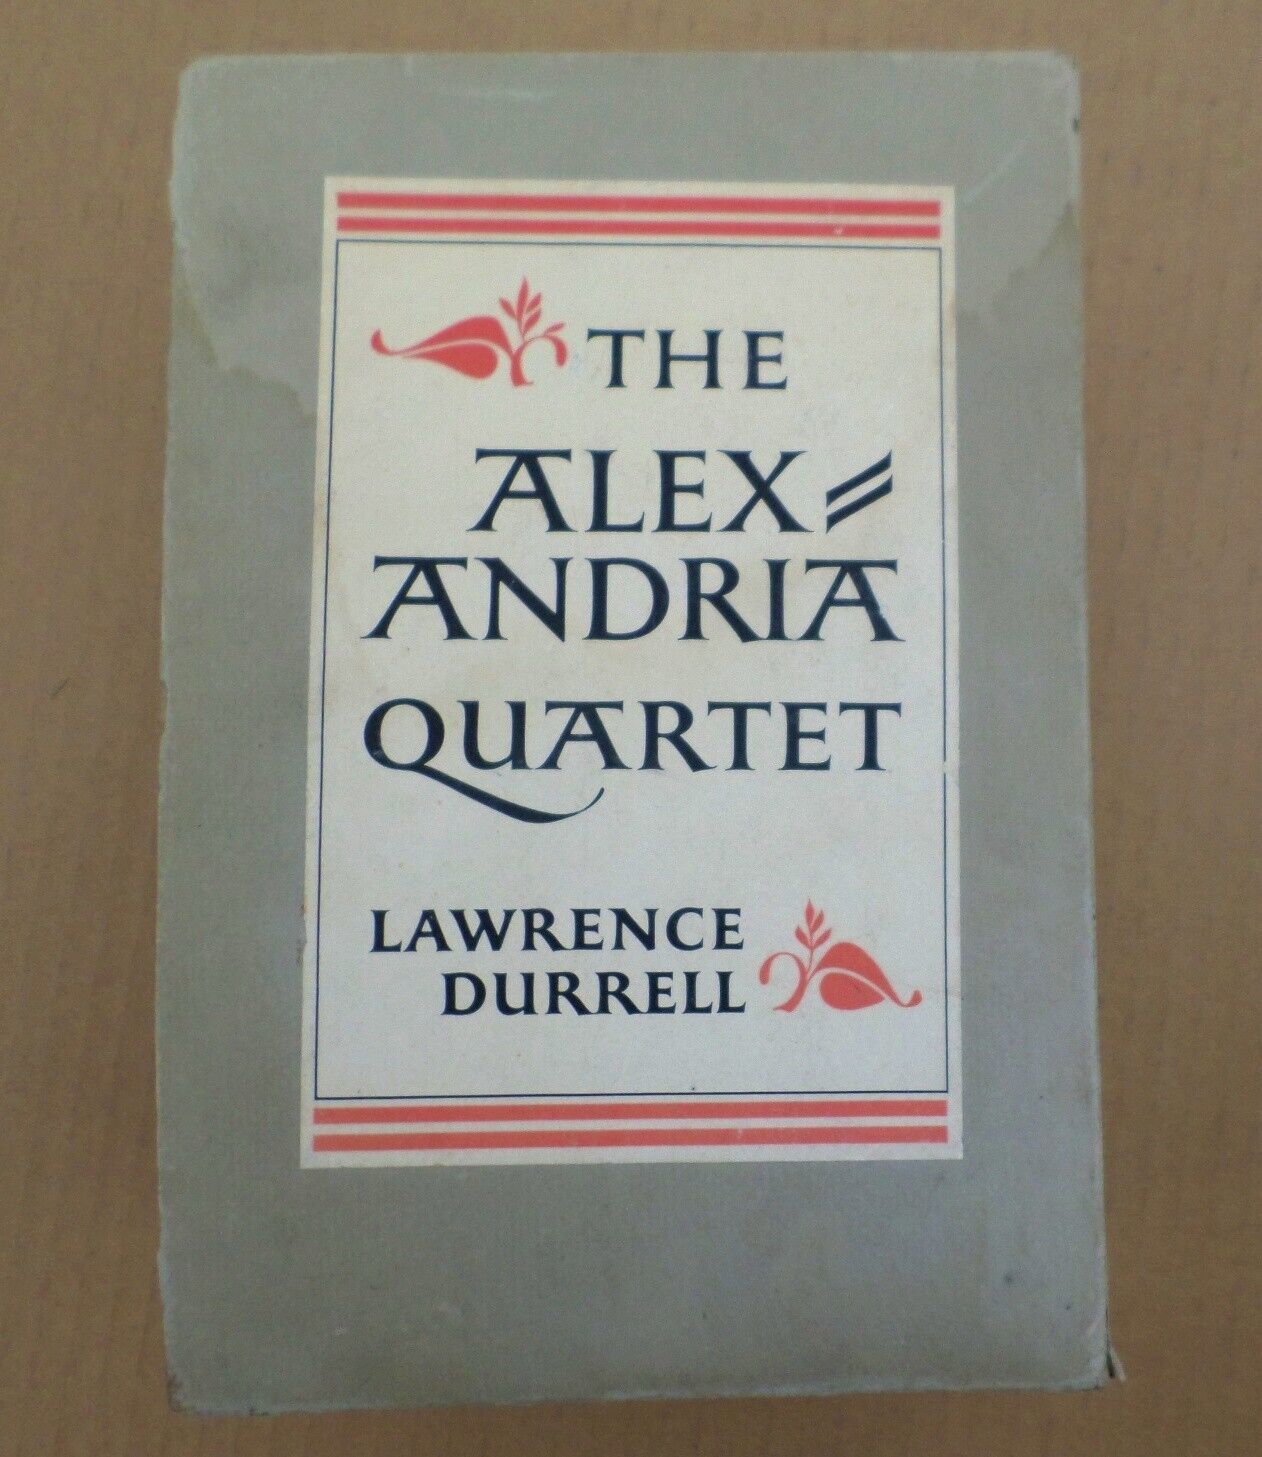 THE
ALEX=
ANDRIA
QUARTET
LAWRENCE
DURRELL